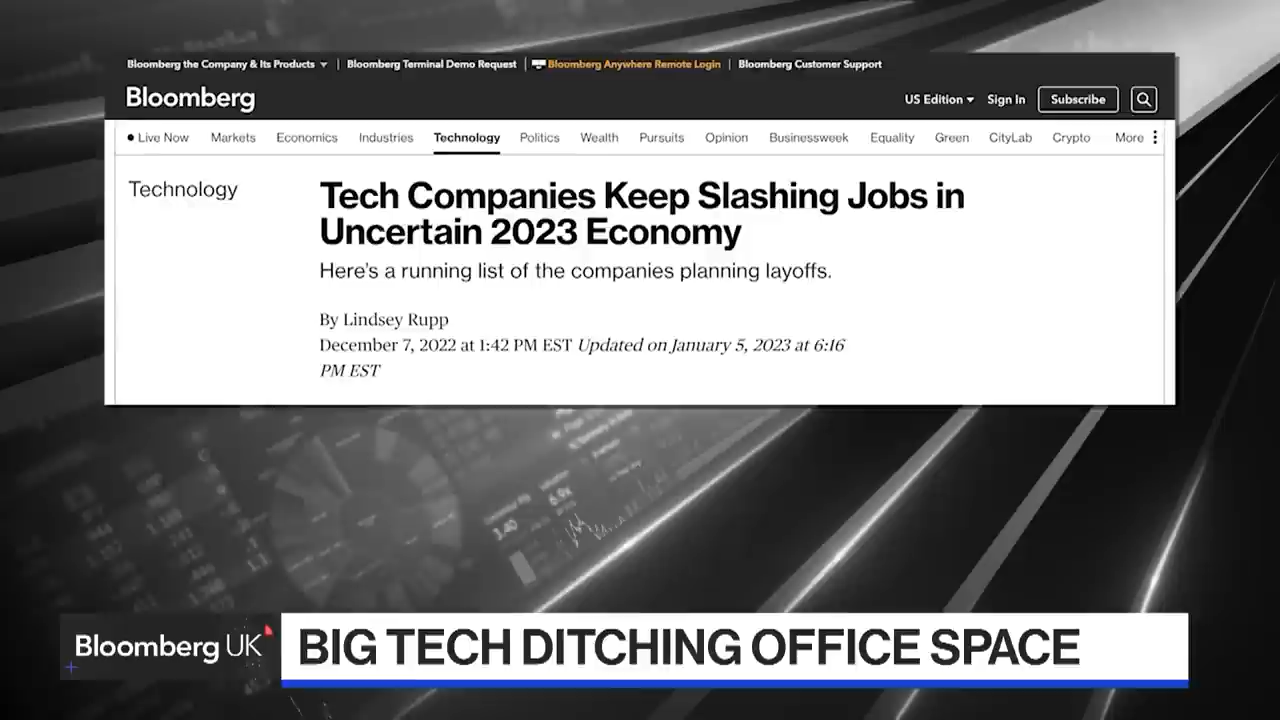 Bloomberg the Company & Its Products ▾ | Bloomberg Terminal Demo Request | Bloomberg Anywhere Remote Login | Bloomberg Customer Support
Bloomberg US Edition ▾ Sign In Subscribe
• Live Now Markets Economics Industries Technology Politics Wealth Pursuits Opinion Businessweek Equality Green CityLab Crypto More ⋮
Technology
Tech Companies Keep Slashing Jobs in
Uncertain 2023 Economy
Here's a running list of the companies planning layoffs.
By Lindsey Rupp
December 7, 2022 at 1:42 PM EST Updated on January 5, 2023 at 6:16
PM EST
Bloomberg UK
BIG TECH DITCHING OFFICE SPACE